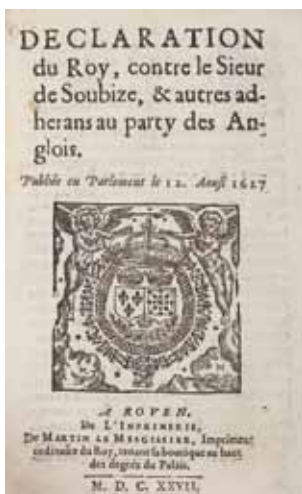 DECLARATION
du Roy, contre le Sieur
de Soubize, & autres ad-
herans au party des An-
glois.
Publiée en Parlement le 12. Aoust 1627
A ROVEN,
De L'IMPRIMERIE,
De MARTIN LE MESGISSIER, Imprimeur
ordinaire du Roy, tenant sa boutique au haut
des degrés du Palais.
M. D. C. XXVII.